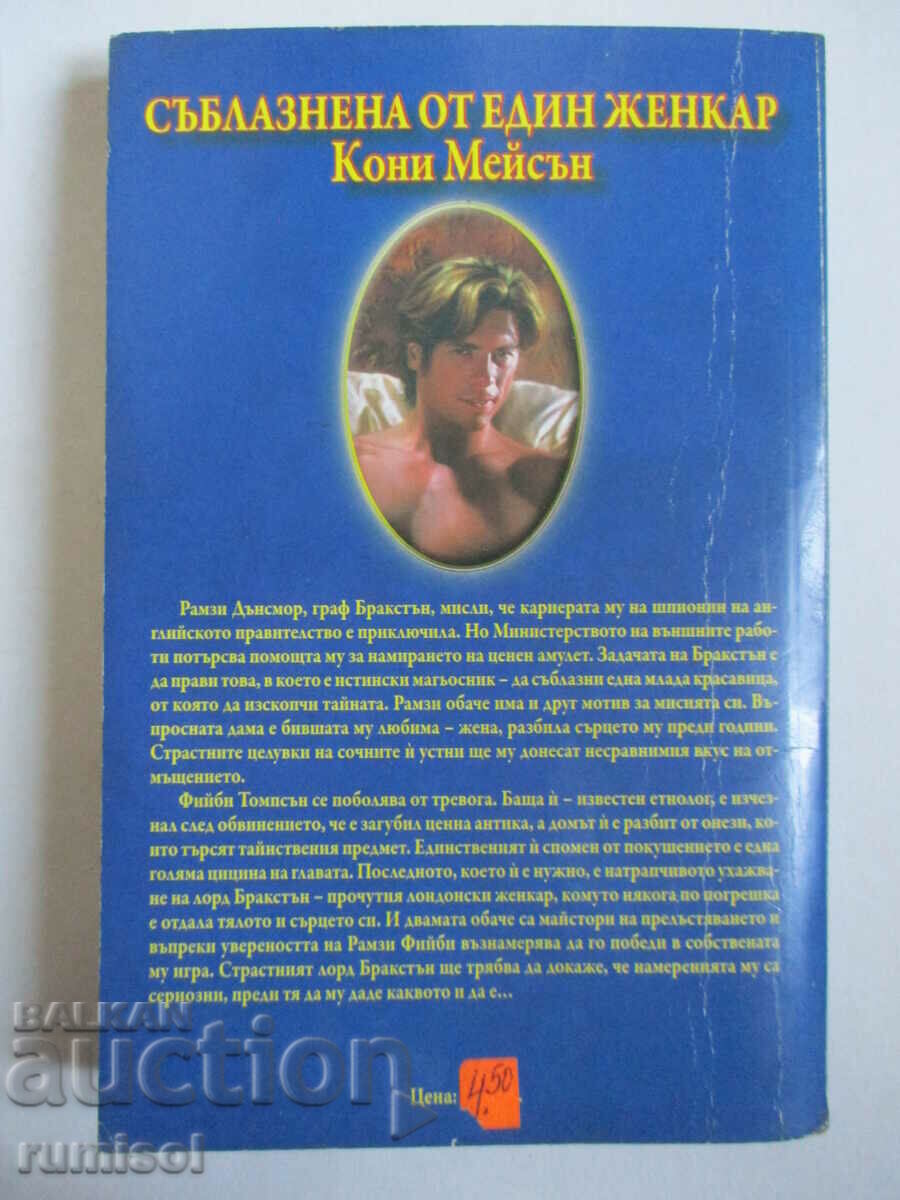 СЪБЛАЗНЕНА ОТ ЕДИН ЖЕНКАР
Кони Мейсън
Рамзи Дънсмор, граф Бракстън, мисли, че кариерата му на шпионин на ан-
глийското правителство е приключила. Но Министерството на външните рабо-
ти потърсва помощта му за намирането на ценен амулет. Задачата на Бракстън е
да прави това, в което е истински магьосник – да съблазни една млада красавица,
от която да изскопчи тайната. Рамзи обаче има и друг мотив за мисията си. Въ-
просната дама е бившата му любима – жена, разбила сърцето му преди години.
Страстните целувки на сочните ѝ устни ще му донесат несравнимия вкус на от-
мъщението.
Фийби Томпсън се поболява от тревога. Баща ѝ – известен етнолог, е изчез-
нал след обвинението, че е загубил ценна антика, а домът ѝ е разбит от онези, ко-
ито търсят тайнствения предмет. Единственият ѝ спомен от покушението е една
голяма цицина на главата. Последното, което ѝ е нужно, е натрапчивото ухажва-
не на лорд Бракстън – прочутия лондонски женкар, комуто някога по погрешка
е отдала тялото и сърцето си. И двамата обаче са майстори на прелъстяването и
въпреки увереността на Рамзи Фийби възнамерява да го победи в собствената
му игра. Страстният лорд Бракстън ще трябва да докаже, че намеренията му са
сериозни, преди тя да му даде каквото и да е...
BALKAN
auction
Цена: 4.50
rumisol